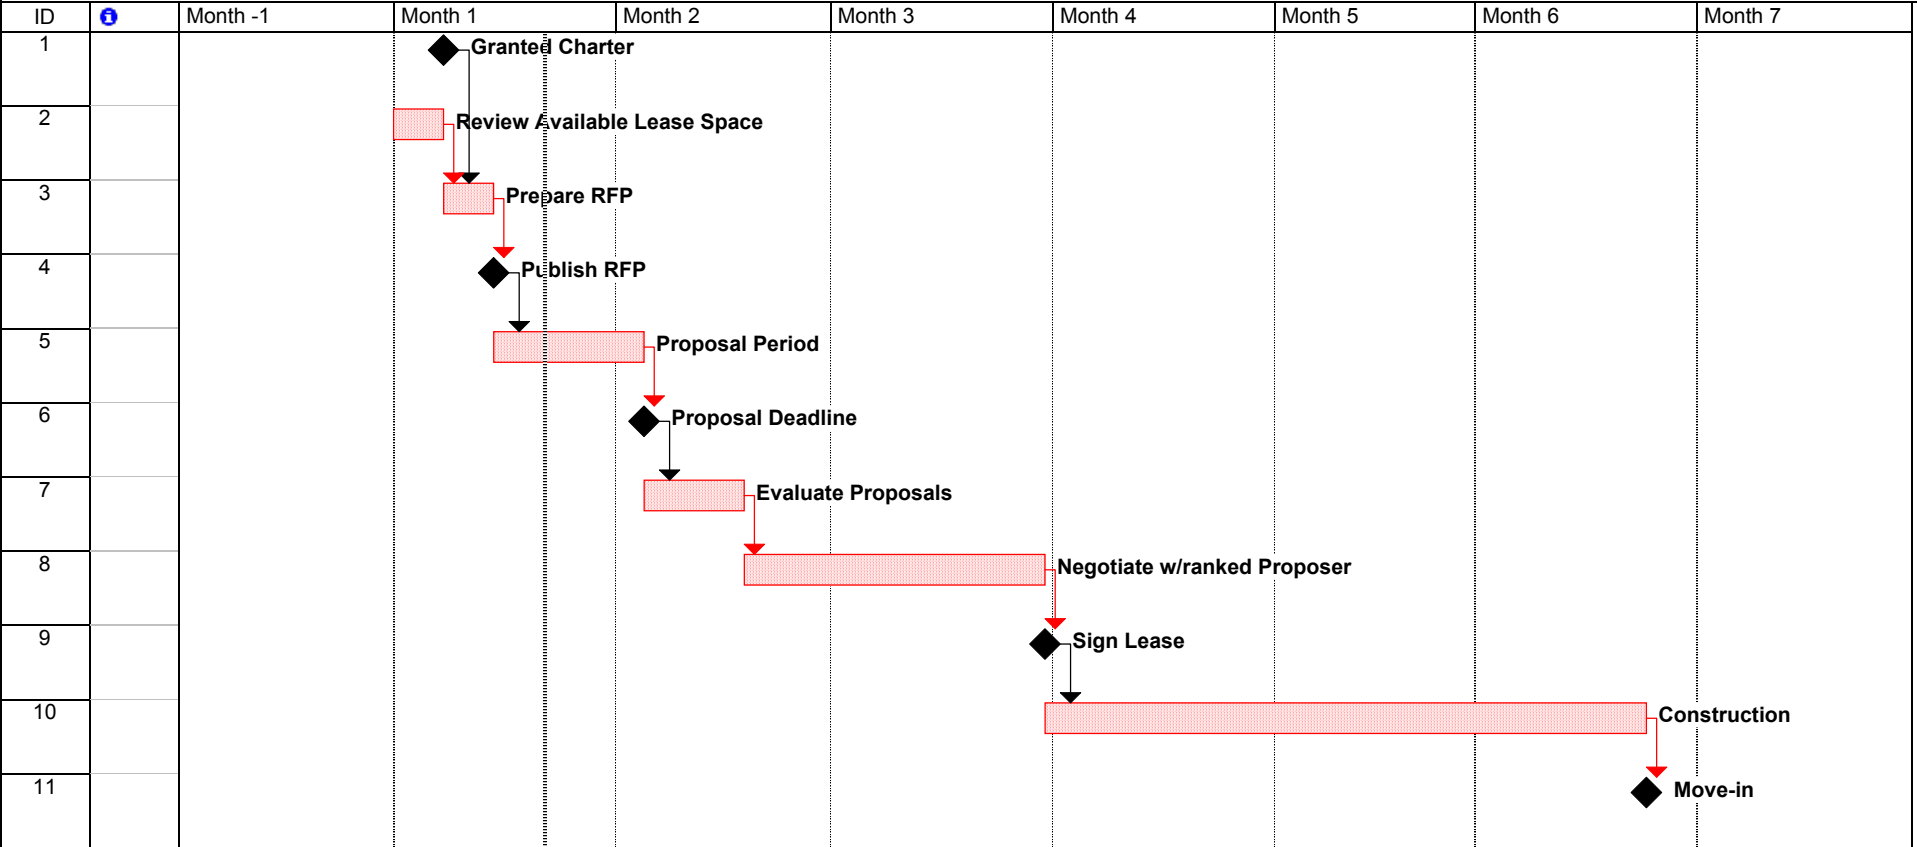 ID Month -1 Month 1 Month 2 Month 3 Month 4 Month 5 Month 6 Month 7
1 Granted Charter
2 Review Available Lease Space
3 Prepare RFP
4 Publish RFP
5 Proposal Period
6 Proposal Deadline
7 Evaluate Proposals
8 Negotiate w/ranked Proposer
9 Sign Lease
10 Construction
11 Move-in